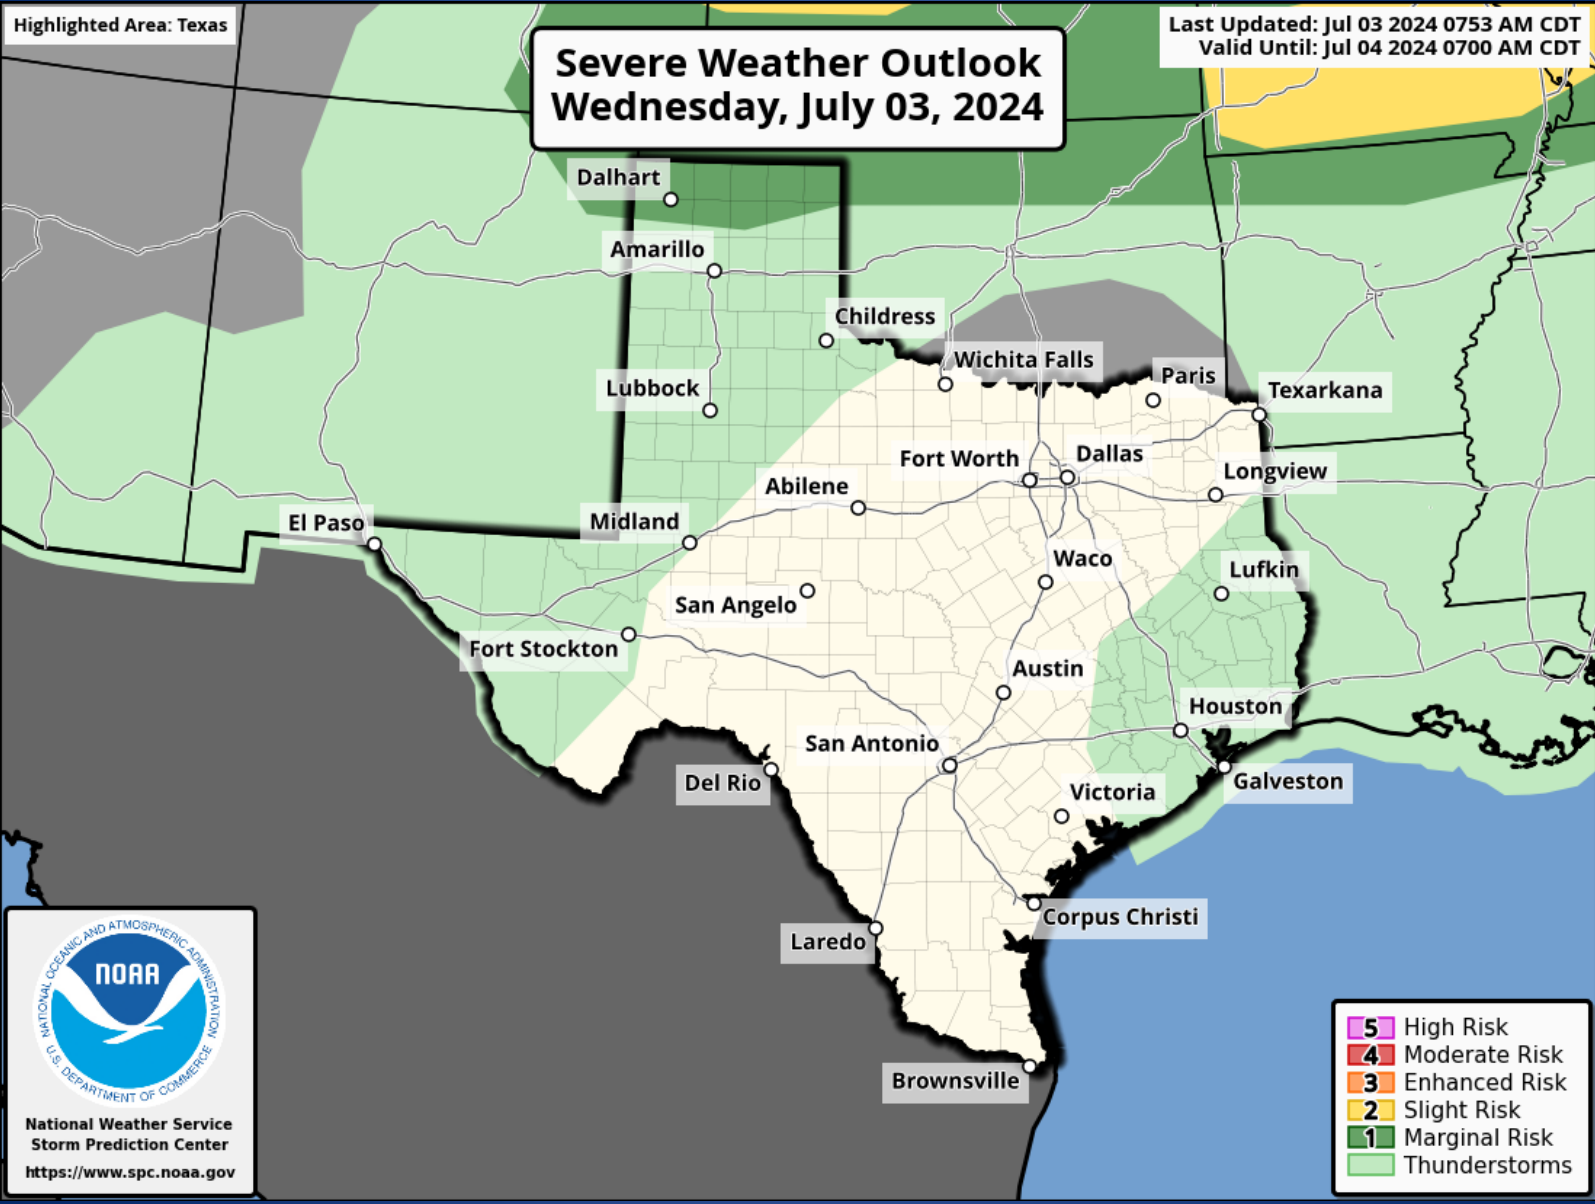 Highlighted Area: Texas
Severe Weather Outlook
Wednesday, July 03, 2024
Last Updated: Jul 03 2024 0753 AM CDT
Valid Until: Jul 04 2024 0700 AM CDT
Dalhart
Amarillo
Childress
Wichita Falls
Paris
Texarkana
Lubbock
Fort Worth
Dallas
Longview
Abilene
El Paso
Midland
Waco
Lufkin
San Angelo
Fort Stockton
Austin
Houston
San Antonio
Del Rio
Galveston
Victoria
Corpus Christi
Laredo
Brownsville
NATIONAL OCEANIC AND ATMOSPHERIC ADMINISTRATION
NOAA
U.S. DEPARTMENT OF COMMERCE
National Weather Service
Storm Prediction Center
https://www.spc.noaa.gov
5 High Risk
4 Moderate Risk
3 Enhanced Risk
2 Slight Risk
1 Marginal Risk
Thunderstorms